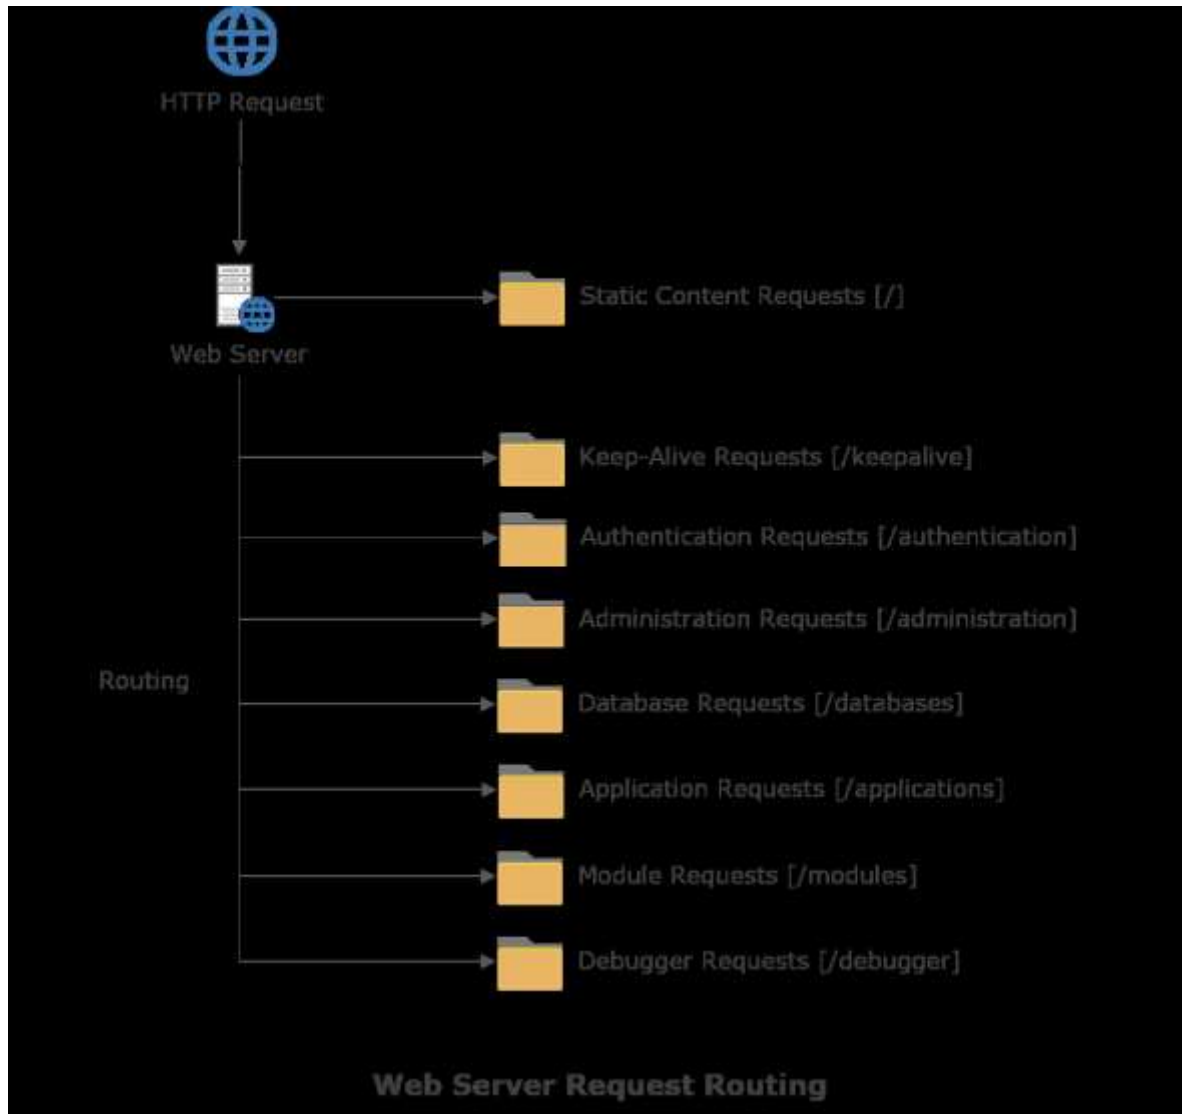 HTTP Request
Static Content Requests [/]
Web Server
Keep-Alive Requests [/keepalive]
Authentication Requests [/authentication]
Administration Requests [/administration]
Routing
Database Requests [/databases]
Application Requests [/applications]
Module Requests [/modules]
Debugger Requests [/debugger]
Web Server Request Routing